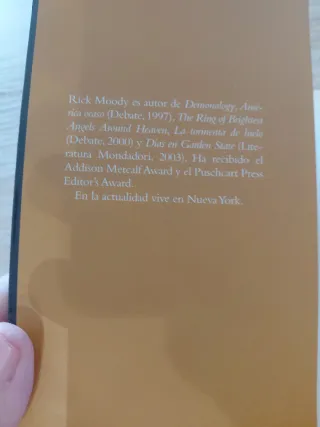 Rick Moody es autor de Demonology, Amé-
rica ocaso (Debate, 1997), The Ring of Brightest
Angels Around Heaven, La tormenta de hielo
(Debate, 2000) y Días en Garden State (Lite-
ratura Mondadori, 2003). Ha recibido el
Addison Metcalf Award y el Puschcart Press
Editor's Award.
En la actualidad vive en Nueva York.